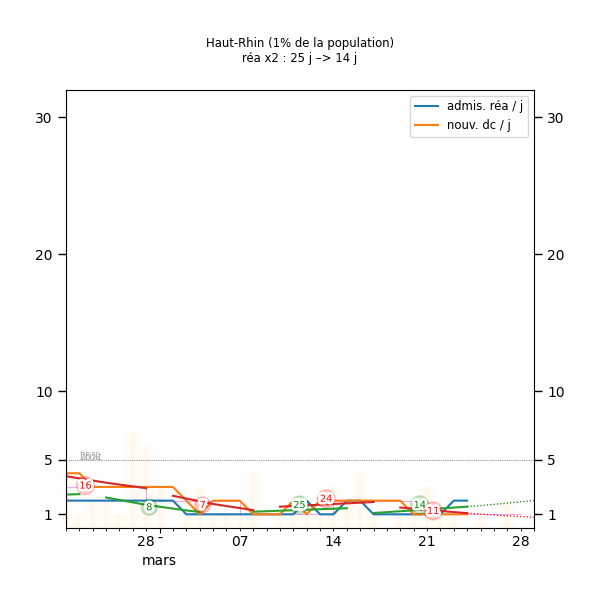 Haut-Rhin (1% de la population)
réa x2 : 25 j –> 14 j
admis. réa / j
nouv. dc / j
30 30
20 20
10 10
5 5
1 1
16
8
7
25
24
14
-11
28 07 14 21 28
mars